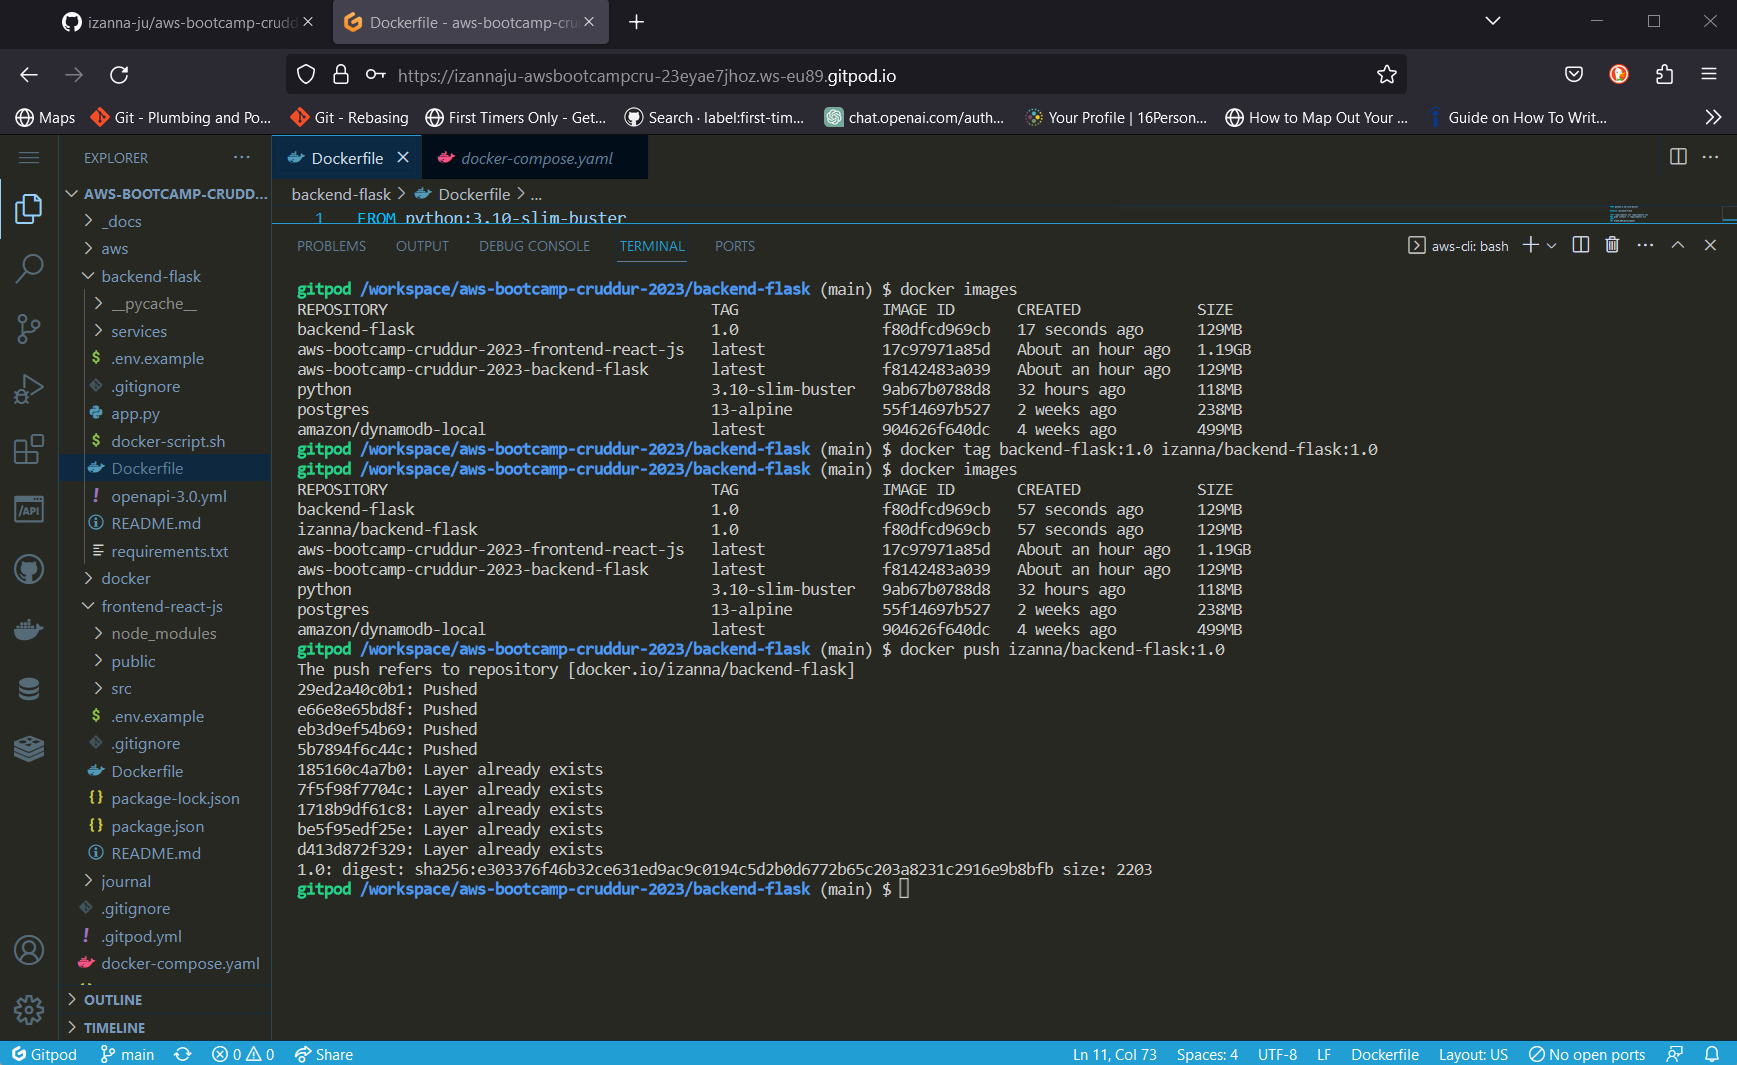 izanna-ju/aws-bootcamp-crudd
Dockerfile - aws-bootcamp-cru
https://izannaju-awsbootcampcru-23eyae7jhoz.ws-eu89.gitpod.io
Maps
Git - Plumbing and Po...
Git - Rebasing
First Timers Only - Get...
Search · label:first-tim...
chat.openai.com/auth...
Your Profile | 16Person...
How to Map Out Your ...
Guide on How To Writ...
EXPLORER
AWS-BOOTCAMP-CRUDD...
_docs
aws
backend-flask
__pycache__
services
.env.example
.gitignore
app.py
docker-script.sh
Dockerfile
openapi-3.0.yml
README.md
requirements.txt
docker
frontend-react-js
node_modules
public
src
.env.example
.gitignore
Dockerfile
package-lock.json
package.json
README.md
journal
.gitignore
.gitpod.yml
docker-compose.yaml
OUTLINE
TIMELINE
Dockerfile
docker-compose.yaml
backend-flask > Dockerfile > ...
1 FROM python:3.10-slim-buster
PROBLEMS OUTPUT DEBUG CONSOLE TERMINAL PORTS
aws-cli: bash
gitpod /workspace/aws-bootcamp-cruddur-2023/backend-flask (main) $ docker images
REPOSITORY TAG IMAGE ID CREATED SIZE
backend-flask 1.0 f80dfcd969cb 17 seconds ago 129MB
aws-bootcamp-cruddur-2023-frontend-react-js latest 17c97971a85d About an hour ago 1.19GB
aws-bootcamp-cruddur-2023-backend-flask latest f8142483a039 About an hour ago 129MB
python 3.10-slim-buster 9ab67b0788d8 32 hours ago 118MB
postgres 13-alpine 55f14697b527 2 weeks ago 238MB
amazon/dynamodb-local latest 904626f640dc 4 weeks ago 499MB
gitpod /workspace/aws-bootcamp-cruddur-2023/backend-flask (main) $ docker tag backend-flask:1.0 izanna/backend-flask:1.0
gitpod /workspace/aws-bootcamp-cruddur-2023/backend-flask (main) $ docker images
REPOSITORY TAG IMAGE ID CREATED SIZE
backend-flask 1.0 f80dfcd969cb 57 seconds ago 129MB
izanna/backend-flask 1.0 f80dfcd969cb 57 seconds ago 129MB
aws-bootcamp-cruddur-2023-frontend-react-js latest 17c97971a85d About an hour ago 1.19GB
aws-bootcamp-cruddur-2023-backend-flask latest f8142483a039 About an hour ago 129MB
python 3.10-slim-buster 9ab67b0788d8 32 hours ago 118MB
postgres 13-alpine 55f14697b527 2 weeks ago 238MB
amazon/dynamodb-local latest 904626f640dc 4 weeks ago 499MB
gitpod /workspace/aws-bootcamp-cruddur-2023/backend-flask (main) $ docker push izanna/backend-flask:1.0
The push refers to repository [docker.io/izanna/backend-flask]
29ed2a40c0b1: Pushed
e66e8e65bd8f: Pushed
eb3d9ef54b69: Pushed
5b7894f6c44c: Pushed
185160c4a7b0: Layer already exists
7f5f98f7704c: Layer already exists
1718b9df61c8: Layer already exists
be5f95edf25e: Layer already exists
d413d872f329: Layer already exists
1.0: digest: sha256:e303376f46b32ce631ed9ac9c0194c5d2b0d6772b65c203a8231c2916e9b8bfb size: 2203
gitpod /workspace/aws-bootcamp-cruddur-2023/backend-flask (main) $
Gitpod main 0 0 Share
Ln 11, Col 73 Spaces: 4 UTF-8 LF Dockerfile Layout: US No open ports